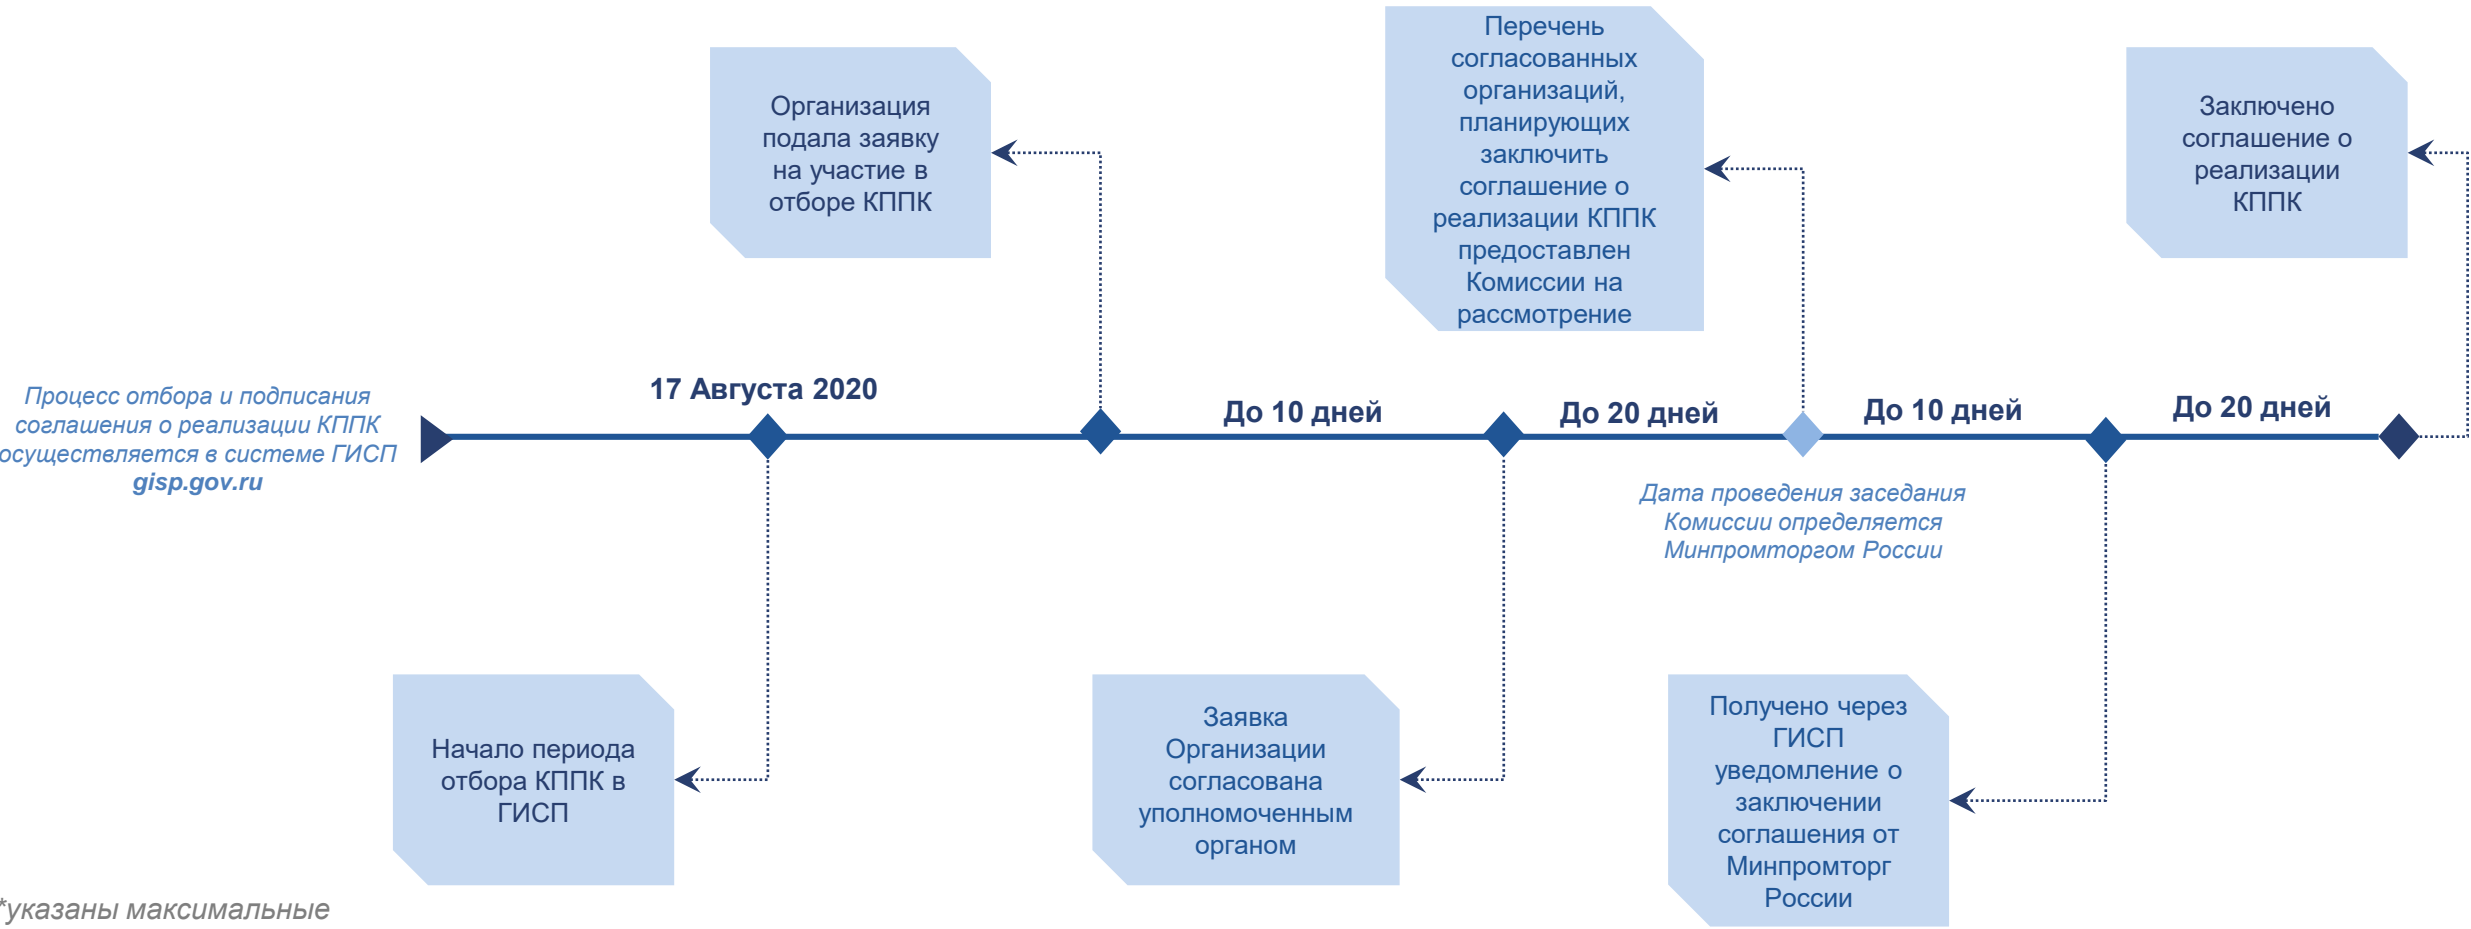 Перечень
согласованных
организаций,
планирующих
заключить
соглашение о
реализации КППК
предоставлен
Комиссии на
рассмотрение
Организация
подала заявку
на участие в
отборе КППК
Заключено
соглашение о
реализации
КППК
Процесс отбора и подписания
соглашения о реализации КППК
осуществляется в системе ГИСП
gisp.gov.ru
17 Августа 2020
До 10 дней
До 20 дней
До 10 дней
До 20 дней
Дата проведения заседания
Комиссии определяется
Минпромторгом России
Начало периода
отбора КППК в
ГИСП
Заявка
Организации
согласована
уполномоченным
органом
Получено через
ГИСП
уведомление о
заключении
соглашения от
Минпромторг
России
*указаны максимальные